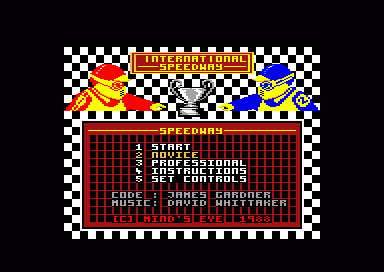 INTERNATIONAL
SPEEDWAY
SPEEDWAY
1 START
2 NOVICE
3 PROFESSIONAL
4 INSTRUCTIONS
5 SET CONTROLS
CODE : JAMES GARDNER
MUSIC: DAVID WHITTAKER
(C) MIND'S EYE 1988